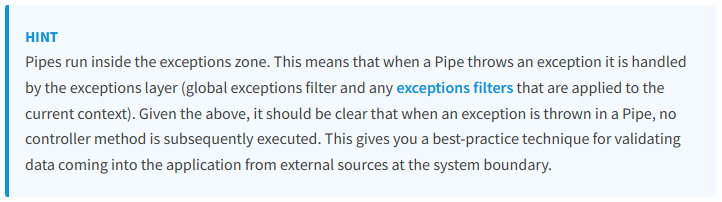 HINT
Pipes run inside the exceptions zone. This means that when a Pipe throws an exception it is handled
by the exceptions layer (global exceptions filter and any exceptions filters that are applied to the
current context). Given the above, it should be clear that when an exception is thrown in a Pipe, no
controller method is subsequently executed. This gives you a best-practice technique for validating
data coming into the application from external sources at the system boundary.